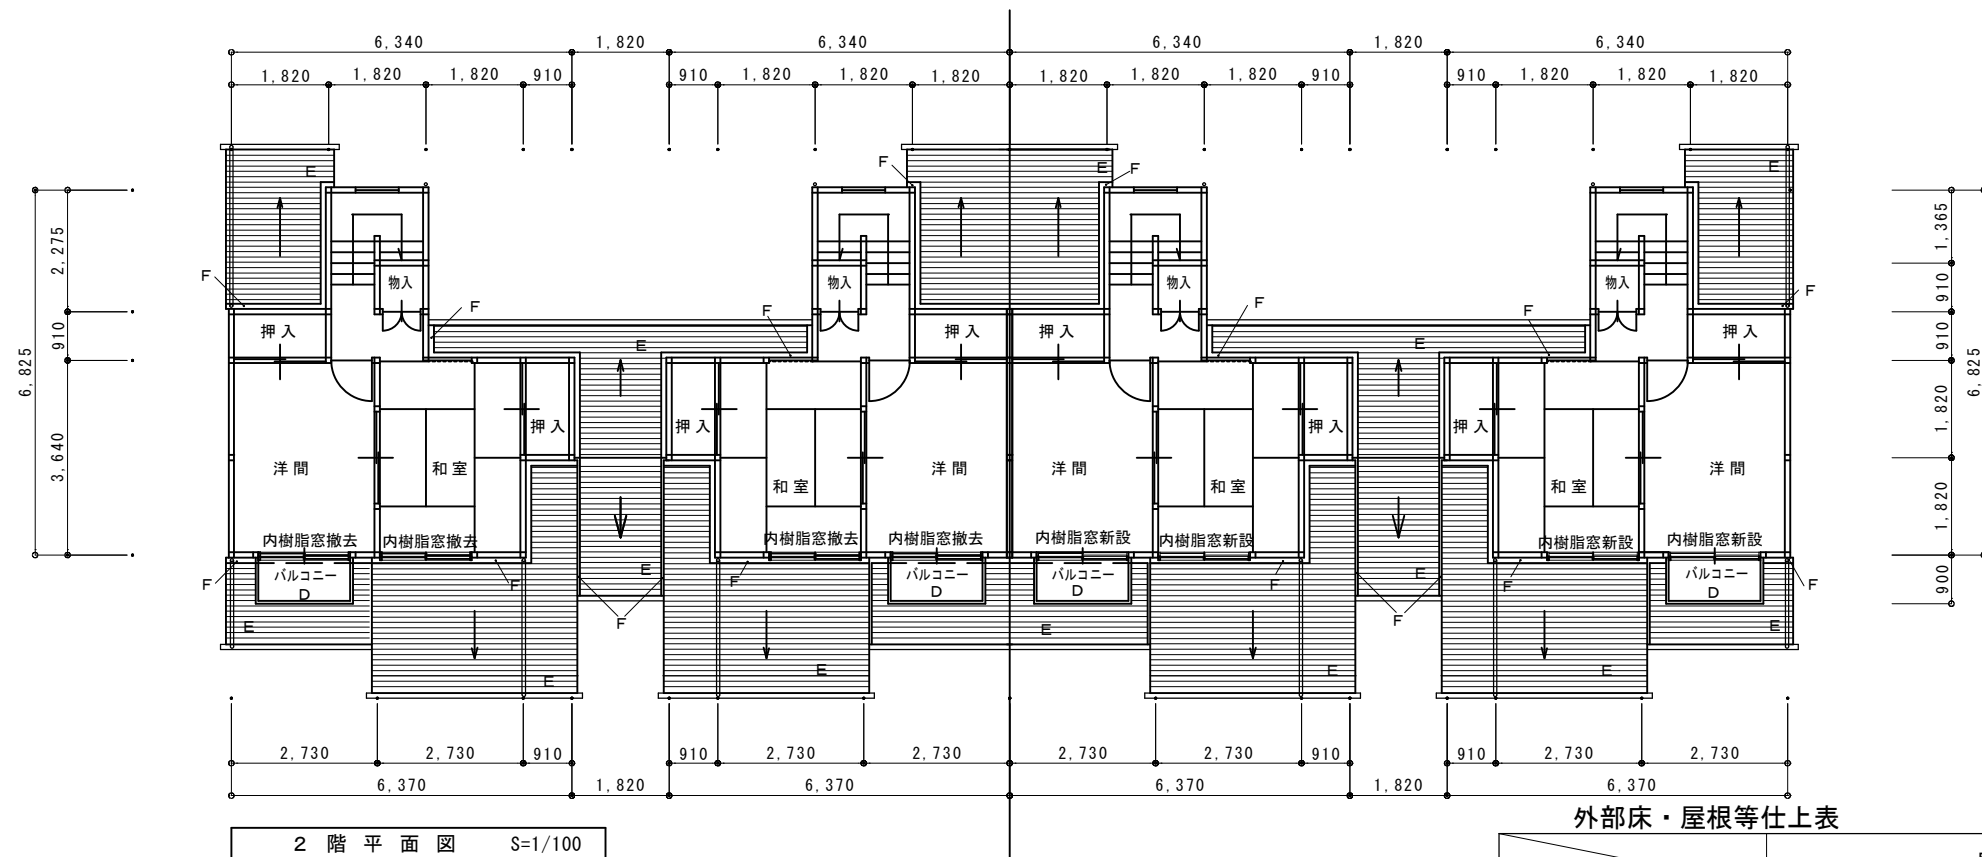 6,340 1,820 6,340 6,340 1,820 6,340
1,820 1,820 1,820 910 910 1,820 1,820 1,820 1,820 1,820 1,820 910 910 1,820 1,820 1,820
E E E
F F
2,275 1,365
F 物入 物入 物入 物入 F
910
F F F F
押入 押入 押入 押入
910 910
E E
6,825 6,825
1,820
押入 押入 押入 押入
3,640
洋間 和室 和室 洋間 洋間 和室 和室 洋間
1,820
内樹脂窓撤去 内樹脂窓撤去 内樹脂窓撤去 内樹脂窓撤去 内樹脂窓新設 内樹脂窓新設 内樹脂窓新設 内樹脂窓新設
F バルコニー F E F バルコニー バルコニー F E F バルコニー F
D D D D
900
E F E F E
E E E E
2,730 2,730 910 910 2,730 2,730 2,730 2,730 910 910 2,730 2,730
6,370 1,820 6,370 6,370 1,820 6,370
外部床・屋根等仕上表
2 階 平 面 図 S=1/100